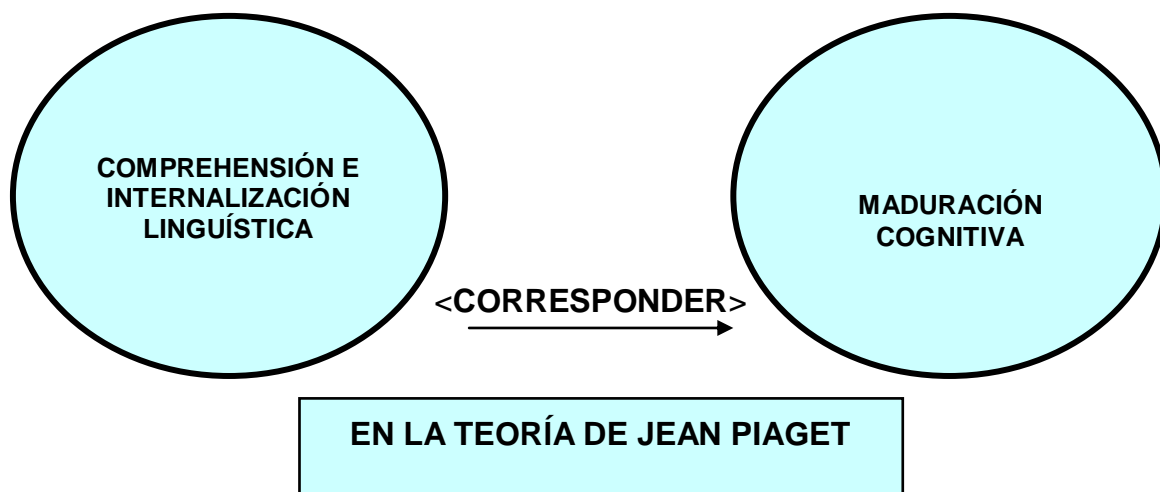 COMPREHENSIÓN E
INTERNALIZACIÓN
LINGUÍSTICA
MADURACIÓN
COGNITIVA
<CORRESPONDER>
EN LA TEORÍA DE JEAN PIAGET